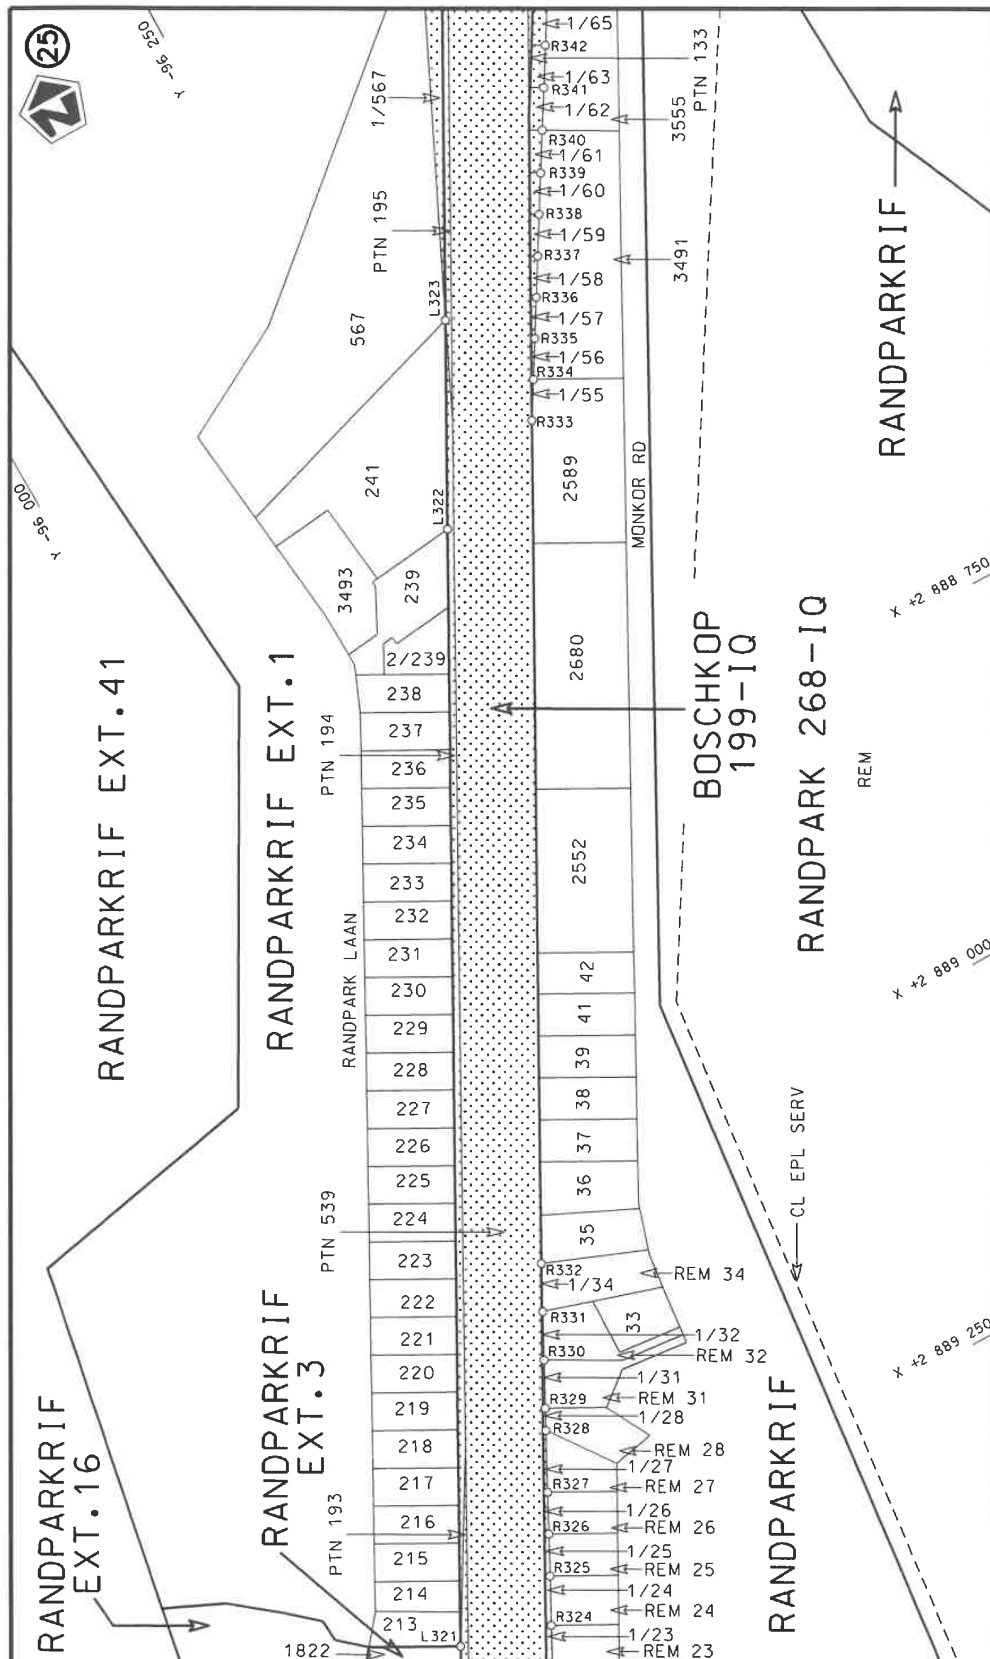 25
Y -96 250
1/65
R342
1/567
1/63
PTN 133
R341
1/62
3555
R340
1/61
R339
1/60
PTN 195
R338
1/59
RANDPARKRIF
R337
3491
1/58
L323
R336
567
1/57
R335
1/56
R334
1/55
R333
Y -96 000
241
2589
MONKOR RD
L322
X +2 888 750
3493
239
2/239
2680
238
BOSCHKOP
199-IQ
RANDPARK 268-IQ
REM
RANDPARKRIF EXT.41
RANDPARKRIF EXT.1
PTN 194
237
236
235
234
2552
233
232
RANDPARK LAAN
231
42
X +2 889 000
230
41
229
39
228
38
227
CL EPL SERV
226
37
225
36
PTN 539
224
35
223
R332
1/34
REM 34
222
R331
33
1/32
221
R330
REM 32
X +2 889 250
220
1/31
REM 31
219
R329
1/28
RANDPARKRIF
EXT.3
R328
218
REM 28
1/27
217
R327
REM 27
RANDPARKRIF
EXT.16
PTN 193
1/26
216
R326
REM 26
1/25
215
R325
REM 25
RANDPARKRIF
1/24
214
REM 24
213
R324
1/23
L321
1822
REM 23